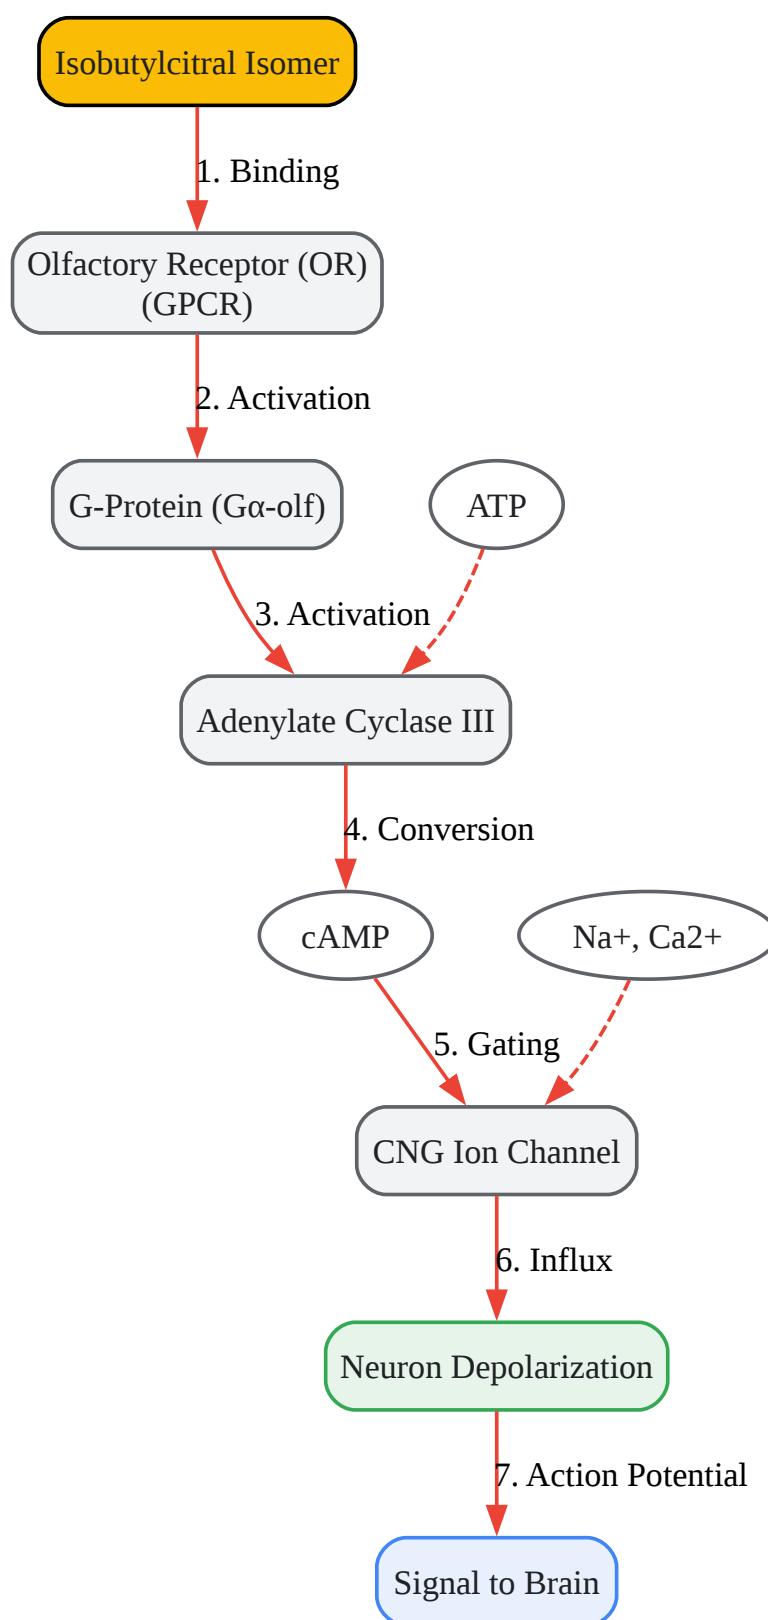 Isobutylcitral Isomer
1. Binding
Olfactory Receptor (OR)
(GPCR)
2. Activation
G-Protein (Gα-olf)
ATP
3. Activation
Adenylate Cyclase III
4. Conversion
cAMP
Na+, Ca2+
5. Gating
CNG Ion Channel
6. Influx
Neuron Depolarization
7. Action Potential
Signal to Brain